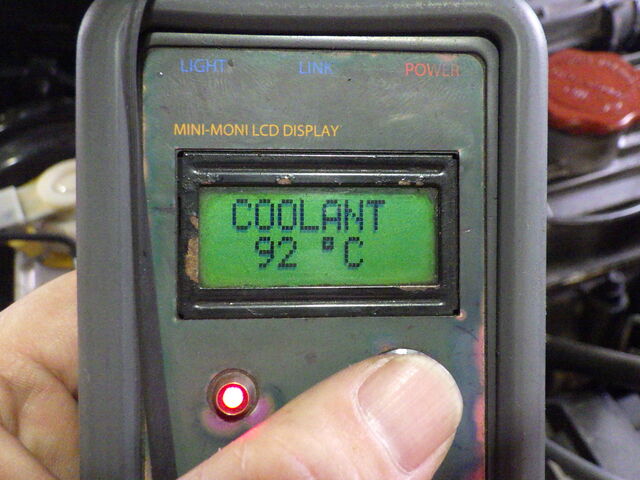 LIGHT LINK POWER
MINI-MONI LCD DISPLAY
COOLANT
92 °C